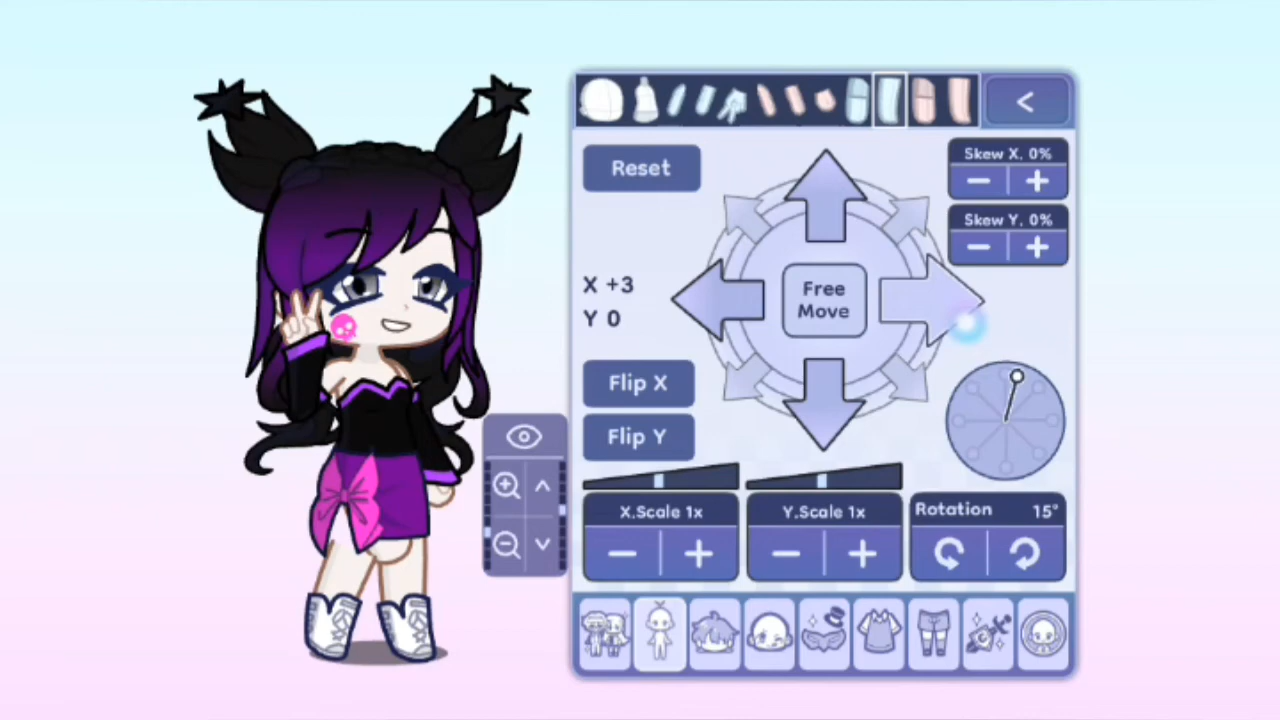 <
Reset
Skew X, 0%
Skew Y, 0%
X +3
Y 0
Free
Move
Flip X
Flip Y
X.Scale 1x
Y.Scale 1x
Rotation 15°